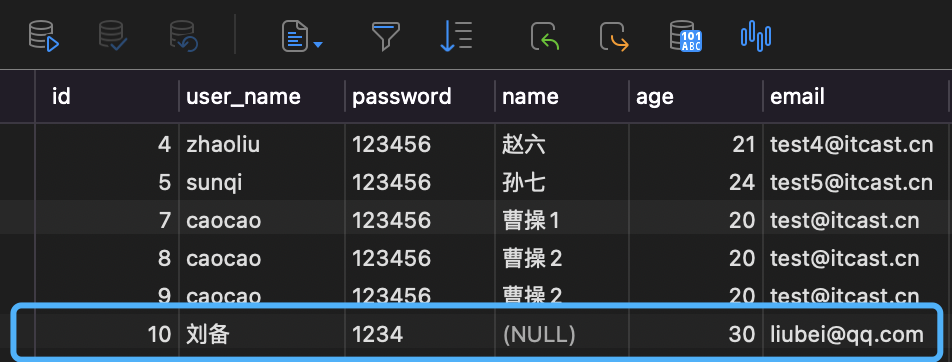 101
ABC
id user_name password name age email
4 zhaoliu 123456 赵六 21 test4@itcast.cn
5 sunqi 123456 孙七 24 test5@itcast.cn
7 caocao 123456 曹操1 20 test@itcast.cn
8 caocao 123456 曹操2 20 test@itcast.cn
9 caocao 123456 曹操2 20 test@itcast.cn
10 刘备 1234 (NULL) 30 liubei@qq.com